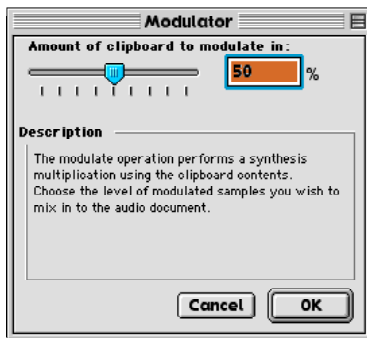 Modulator
Amount of clipboard to modulate in:
50 %
Description
The modulate operation performs a synthesis
multiplication using the clipboard contents.
Choose the level of modulated samples you wish to
mix in to the audio document.
Cancel OK